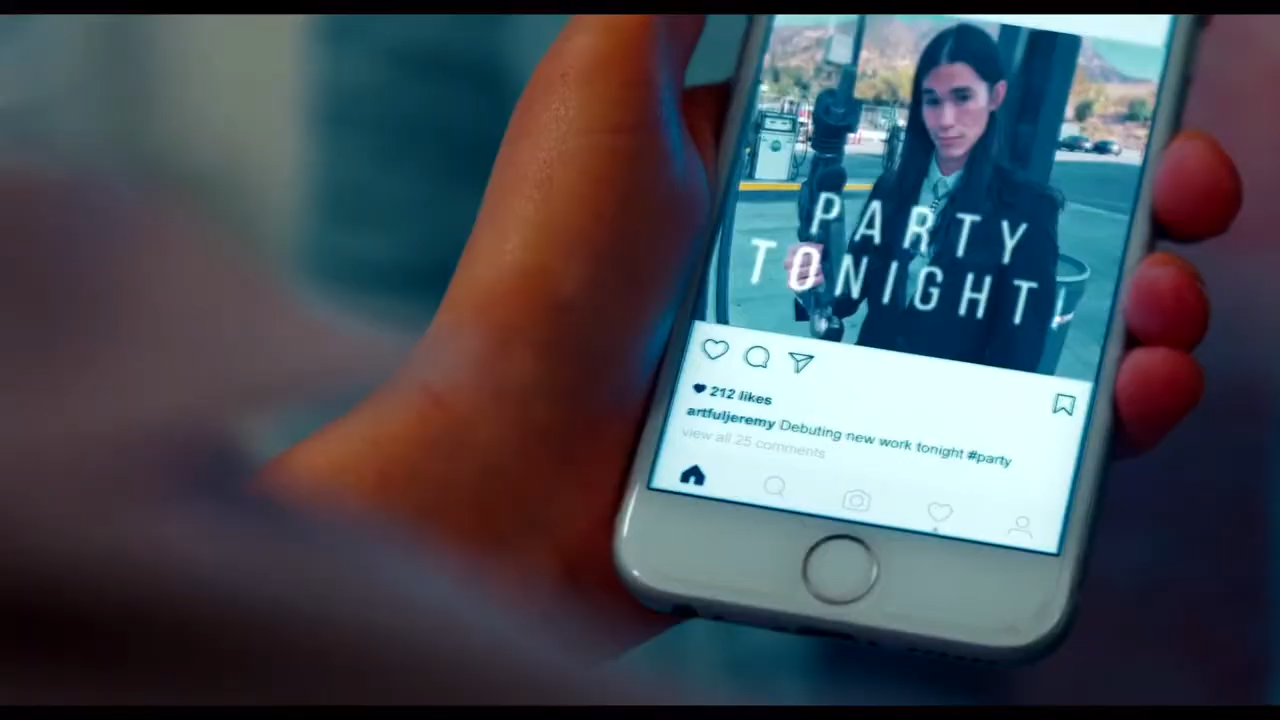 PARTY
TONIGHT
212 likes
artfuljeremy Debuting new work tonight #party
view all 25 comments